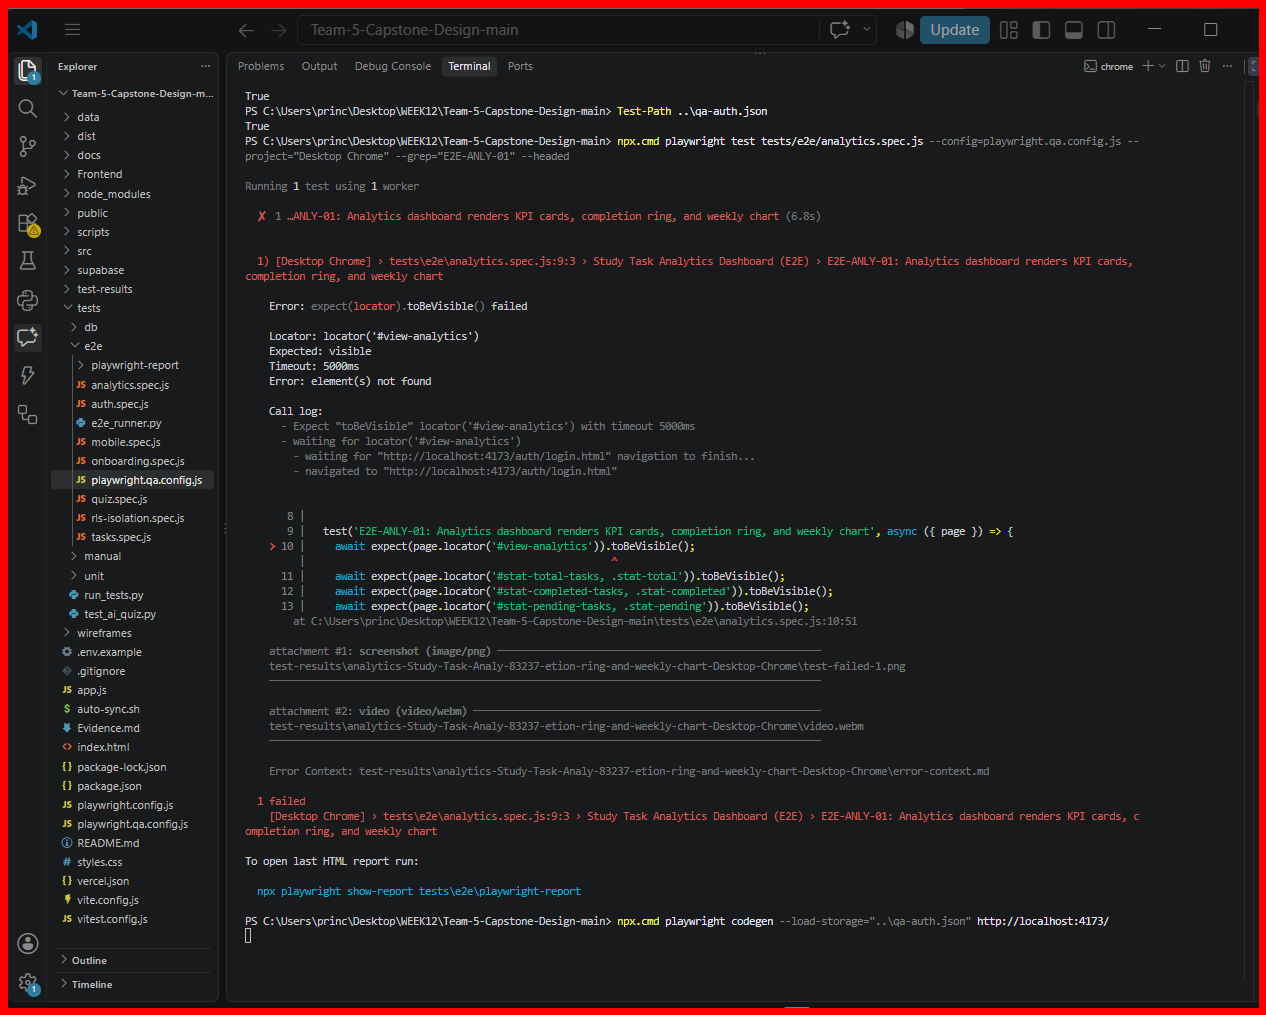 Team-5-Capstone-Design-main
Update
Explorer
Team-5-Capstone-Design-m...
data
dist
docs
Frontend
node_modules
public
scripts
src
supabase
test-results
tests
db
e2e
playwright-report
JS analytics.spec.js
JS auth.spec.js
e2e_runner.py
JS mobile.spec.js
JS onboarding.spec.js
JS playwright.qa.config.js
JS quiz.spec.js
JS rls-isolation.spec.js
JS tasks.spec.js
manual
unit
run_tests.py
test_ai_quiz.py
wireframes
.env.example
.gitignore
JS app.js
$ auto-sync.sh
Evidence.md
<> index.html
{} package-lock.json
{} package.json
JS playwright.config.js
JS playwright.qa.config.js
README.md
# styles.css
{} vercel.json
vite.config.js
JS vitest.config.js
Outline
Timeline
1
1
Problems Output Debug Console Terminal Ports
chrome
True
PS C:\Users\princ\Desktop\WEEK12\Team-5-Capstone-Design-main> Test-Path ..\qa-auth.json
True
PS C:\Users\princ\Desktop\WEEK12\Team-5-Capstone-Design-main> npx.cmd playwright test tests/e2e/analytics.spec.js --config=playwright.qa.config.js --
project="Desktop Chrome" --grep="E2E-ANLY-01" --headed
Running 1 test using 1 worker
✗ 1 …ANLY-01: Analytics dashboard renders KPI cards, completion ring, and weekly chart (6.8s)
1) [Desktop Chrome] › tests\e2e\analytics.spec.js:9:3 › Study Task Analytics Dashboard (E2E) › E2E-ANLY-01: Analytics dashboard renders KPI cards,
completion ring, and weekly chart
Error: expect(locator).toBeVisible() failed
Locator: locator('#view-analytics')
Expected: visible
Timeout: 5000ms
Error: element(s) not found
Call log:
- Expect "toBeVisible" locator('#view-analytics') with timeout 5000ms
- waiting for locator('#view-analytics')
- waiting for "http://localhost:4173/auth/login.html" navigation to finish...
- navigated to "http://localhost:4173/auth/login.html"
8 |
9 | test('E2E-ANLY-01: Analytics dashboard renders KPI cards, completion ring, and weekly chart', async ({ page }) => {
> 10 | await expect(page.locator('#view-analytics')).toBeVisible();
| ^
11 | await expect(page.locator('#stat-total-tasks, .stat-total')).toBeVisible();
12 | await expect(page.locator('#stat-completed-tasks, .stat-completed')).toBeVisible();
13 | await expect(page.locator('#stat-pending-tasks, .stat-pending')).toBeVisible();
at C:\Users\princ\Desktop\WEEK12\Team-5-Capstone-Design-main\tests\e2e\analytics.spec.js:10:51
attachment #1: screenshot (image/png)
test-results\analytics-Study-Task-Analy-83237-etion-ring-and-weekly-chart-Desktop-Chrome\test-failed-1.png
attachment #2: video (video/webm)
test-results\analytics-Study-Task-Analy-83237-etion-ring-and-weekly-chart-Desktop-Chrome\video.webm
Error Context: test-results\analytics-Study-Task-Analy-83237-etion-ring-and-weekly-chart-Desktop-Chrome\error-context.md
1 failed
[Desktop Chrome] › tests\e2e\analytics.spec.js:9:3 › Study Task Analytics Dashboard (E2E) › E2E-ANLY-01: Analytics dashboard renders KPI cards, c
ompletion ring, and weekly chart
To open last HTML report run:
npx playwright show-report tests\e2e\playwright-report
PS C:\Users\princ\Desktop\WEEK12\Team-5-Capstone-Design-main> npx.cmd playwright codegen --load-storage="..\qa-auth.json" http://localhost:4173/